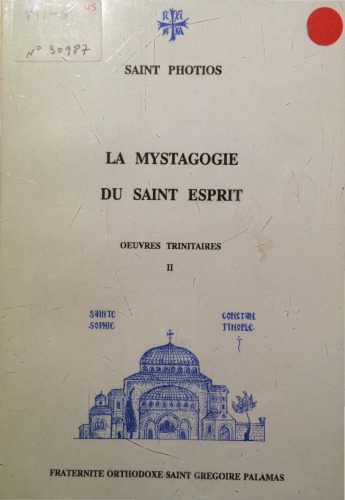 US
N° 30987
SAINT PHOTIOS
LA MYSTAGOGIE
DU SAINT ESPRIT
OEUVRES TRINITAIRES
II
SAINTE
SOPHIE
CONSTAN
TINOPLE
FRATERNITE ORTHODOXE SAINT GREGOIRE PALAMAS